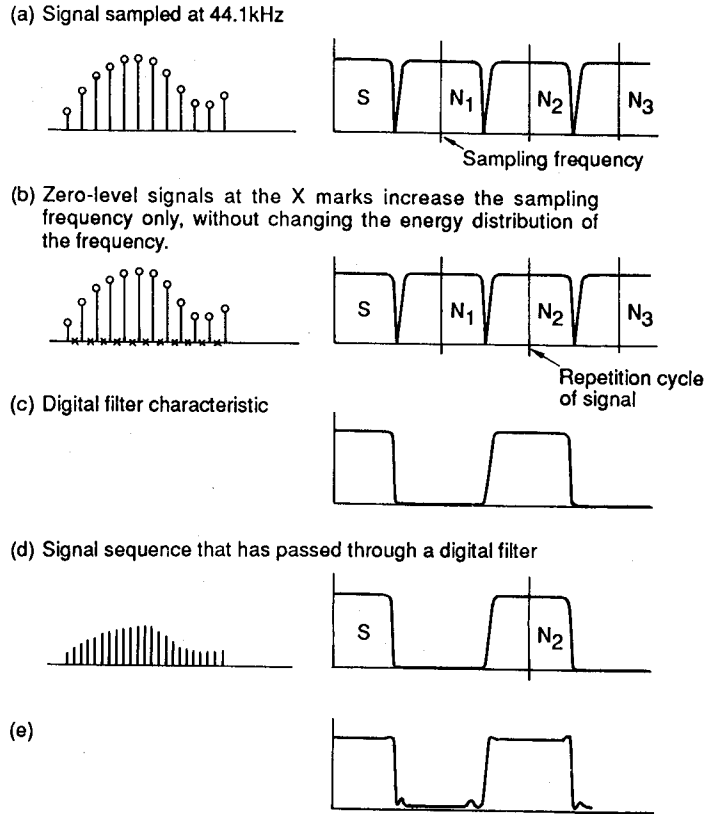 (a) Signal sampled at 44.1kHz
S
N1
N2
N3
Sampling frequency
(b) Zero-level signals at the X marks increase the sampling
frequency only, without changing the energy distribution of
the frequency.
S
N1
N2
N3
Repetition cycle
of signal
(c) Digital filter characteristic
(d) Signal sequence that has passed through a digital filter
S
N2
(e)